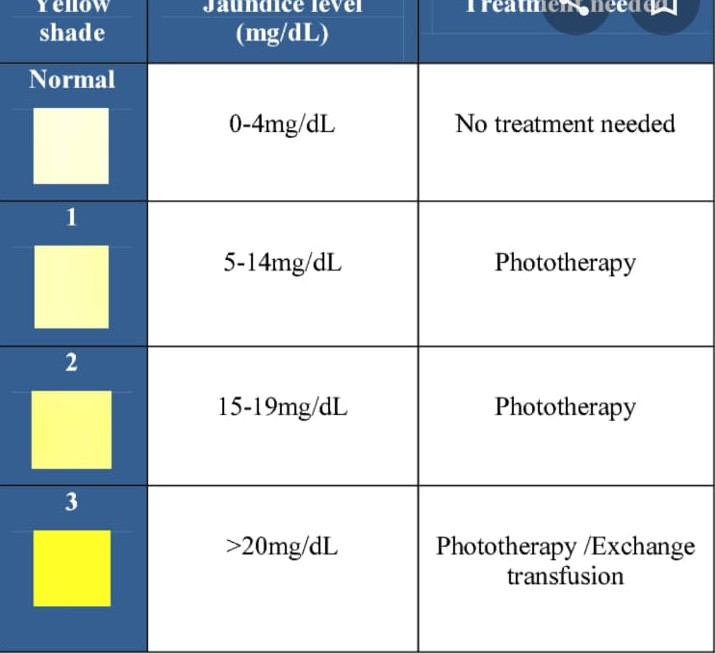 Yellow
shade
Jaundice level
(mg/dL)
Treatment needed
Normal
0-4mg/dL
No treatment needed
1
5-14mg/dL
Phototherapy
2
15-19mg/dL
Phototherapy
3
>20mg/dL
Phototherapy /Exchange
transfusion